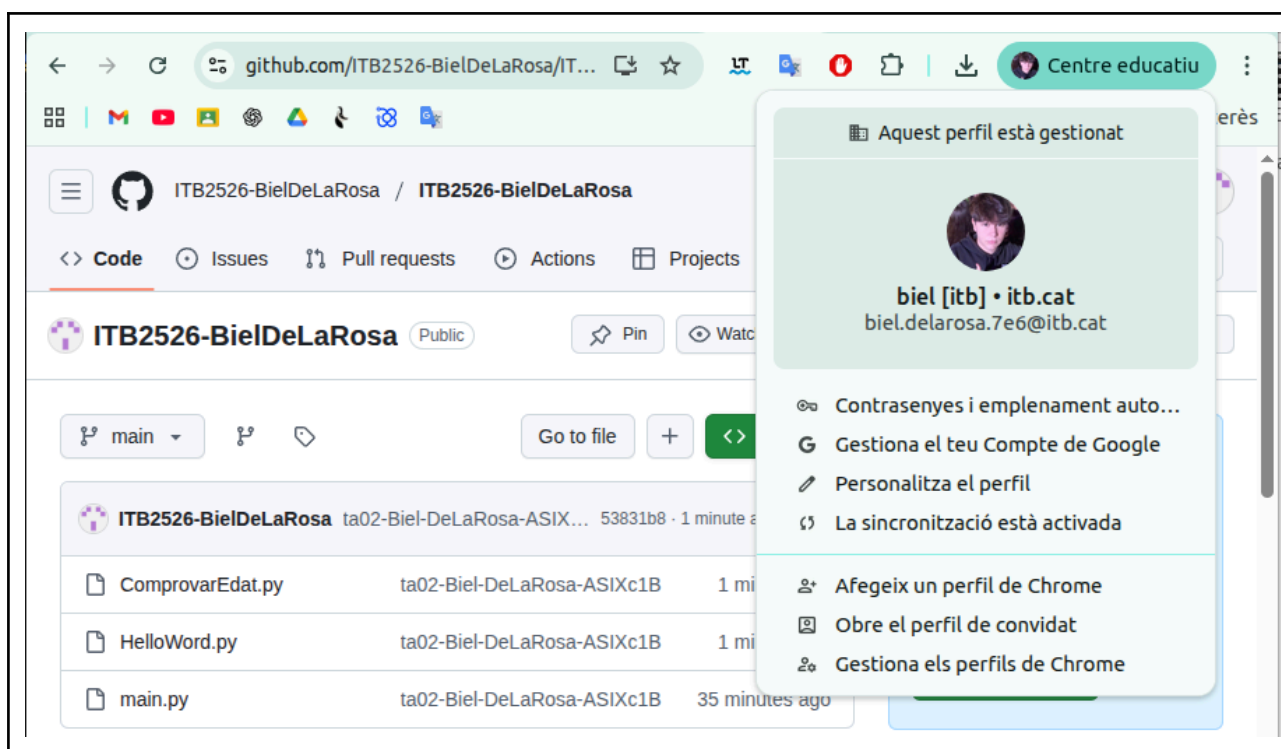 github.com/ITB2526-BielDeLaRosa/IT...
Centre educatiu
erès
Aquest perfil està gestionat
ITB2526-BielDeLaRosa / ITB2526-BielDeLaRosa
Code Issues Pull requests Actions Projects
biel [itb] • itb.cat
biel.delarosa.7e6@itb.cat
ITB2526-BielDeLaRosa Public Pin Watc
Contrasenyes i emplenament auto...
Gestiona el teu Compte de Google
Personalitza el perfil
La sincronització està activada
Afegeix un perfil de Chrome
Obre el perfil de convidat
Gestiona els perfils de Chrome
main Go to file
ITB2526-BielDeLaRosa ta02-Biel-DeLaRosa-ASIX... 53831b8 · 1 minute a
ComprovarEdat.py ta02-Biel-DeLaRosa-ASIXc1B 1 mi
HelloWord.py ta02-Biel-DeLaRosa-ASIXc1B 1 mi
main.py ta02-Biel-DeLaRosa-ASIXc1B 35 minutes ago